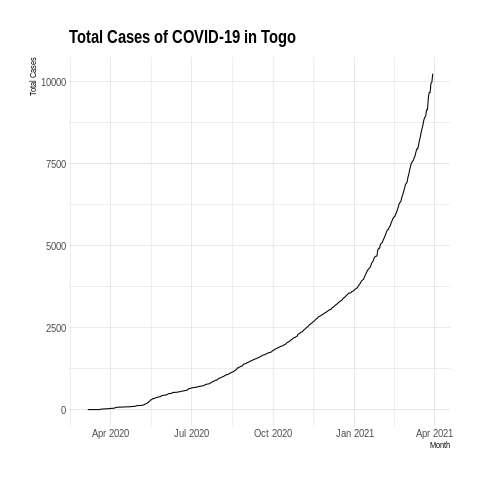 Total Cases of COVID-19 in Togo
Total Cases
10000
7500
5000
2500
0
Apr 2020 Jul 2020 Oct 2020 Jan 2021 Apr 2021
Month